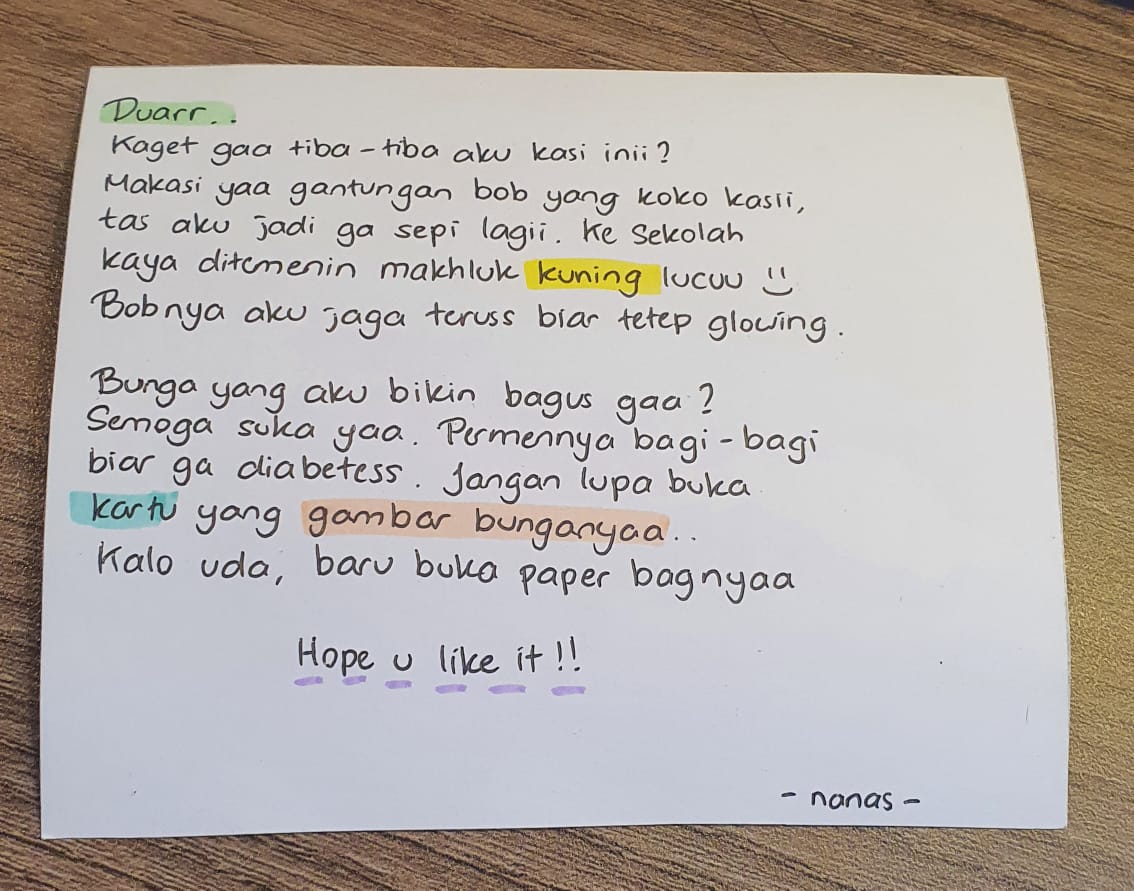 Duarr..
Kaget gaa tiba-tiba aku kasi inii?
Makasi yaa gantungan bob yang koko kasii,
tas aku jadi ga sepi lagii. Ke sekolah
kaya ditemenin makhluk kuning lucuu :)
Bobnya aku jaga teruss biar tetep glowing.
Bunga yang aku bikin bagus gaa?
Semoga suka yaa. Permennya bagi-bagi
biar ga diabetess. Jangan lupa buka
kartu yang gambar bunganyaa..
Kalo uda, baru buka paper bagnyaa
Hope u like it!!
- nanas -